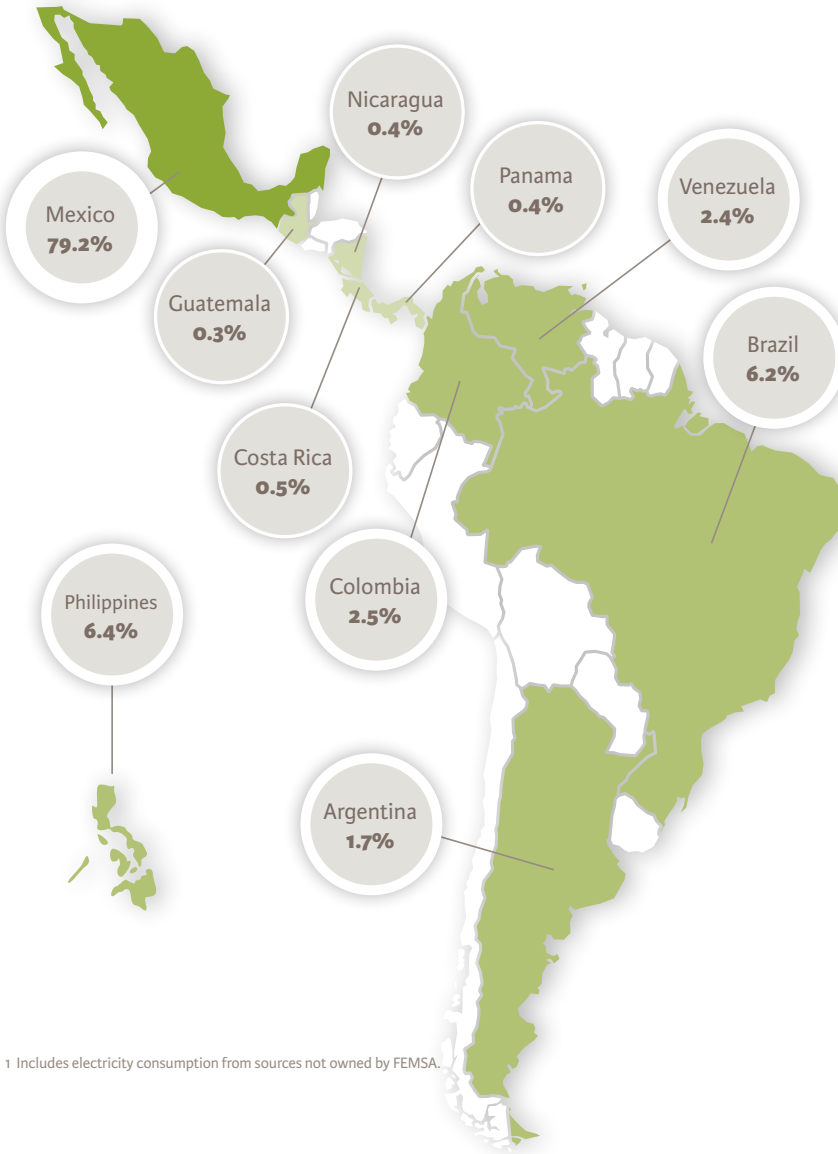 Nicaragua
0.4%
Panama
0.4%
Venezuela
2.4%
Mexico
79.2%
Guatemala
0.3%
Brazil
6.2%
Costa Rica
0.5%
Colombia
2.5%
Philippines
6.4%
Argentina
1.7%
1 Includes electricity consumption from sources not owned by FEMSA.